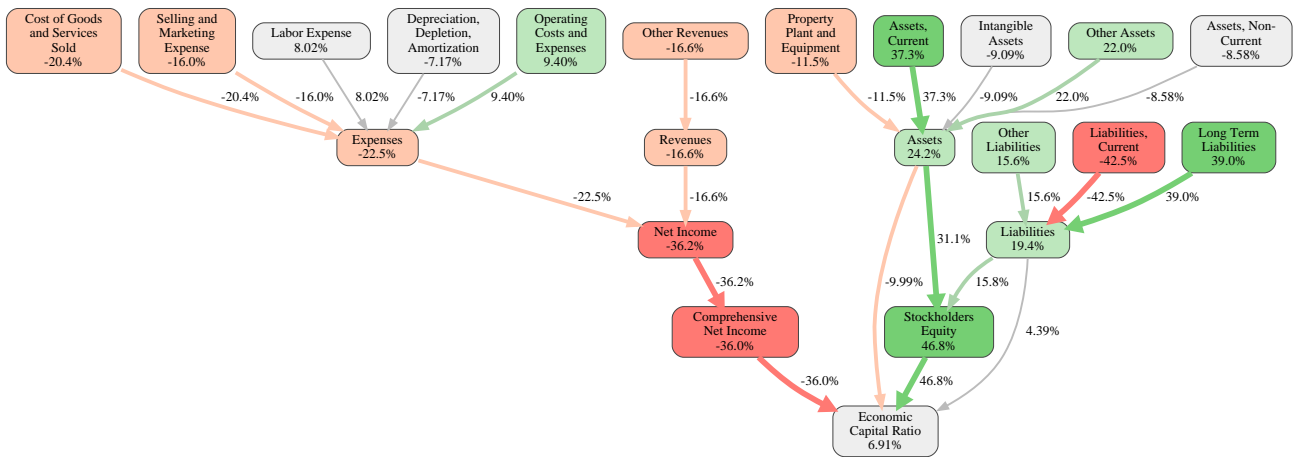 Cost of Goods
and Services
Sold
-20.4%
Selling and
Marketing
Expense
-16.0%
Labor Expense
8.02%
Depreciation,
Depletion,
Amortization
-7.17%
Operating
Costs and
Expenses
9.40%
Other Revenues
-16.6%
Property
Plant and
Equipment
-11.5%
Assets,
Current
37.3%
Intangible
Assets
-9.09%
Other Assets
22.0%
Assets, Non-
Current
-8.58%
-20.4%
-16.0%
8.02%
-7.17%
9.40%
-16.6%
-11.5%
37.3%
-9.09%
22.0%
-8.58%
Expenses
-22.5%
Revenues
-16.6%
Assets
24.2%
Other
Liabilities
15.6%
Liabilities,
Current
-42.5%
Long Term
Liabilities
39.0%
-22.5%
-16.6%
15.6%
-42.5%
39.0%
Net Income
-36.2%
Liabilities
19.4%
31.1%
-36.2%
-9.99%
15.8%
Comprehensive
Net Income
-36.0%
Stockholders
Equity
46.8%
4.39%
-36.0%
46.8%
Economic
Capital Ratio
6.91%